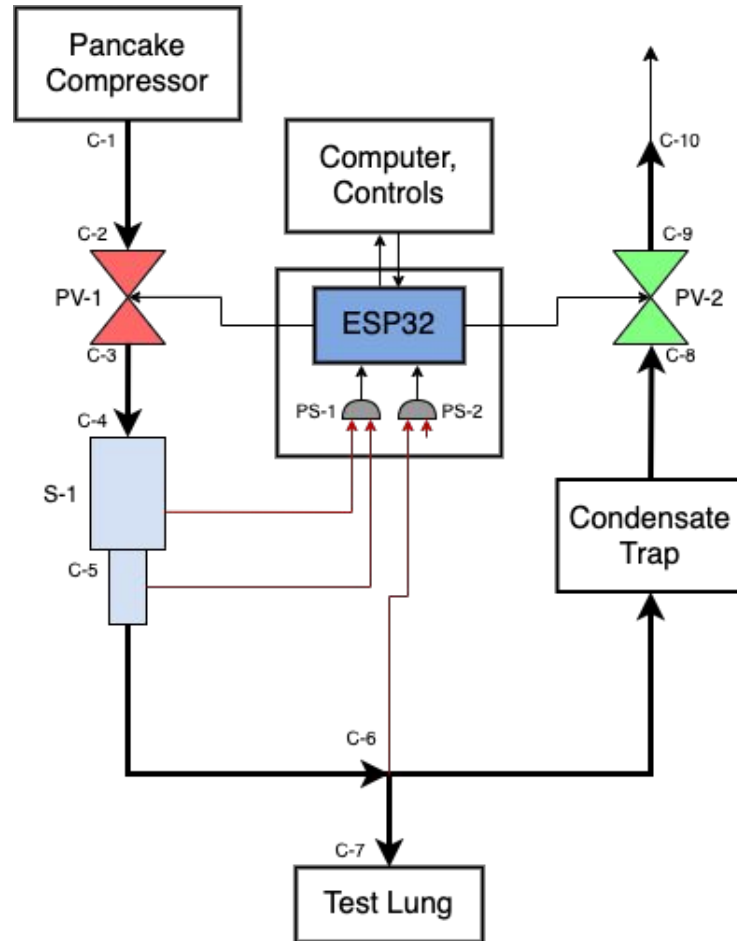 Pancake
Compressor
C-1
Computer,
Controls
C-10
C-2
C-9
PV-1
ESP32
PV-2
C-3
C-8
PS-1
PS-2
C-4
S-1
Condensate
Trap
C-5
C-6
C-7
Test Lung